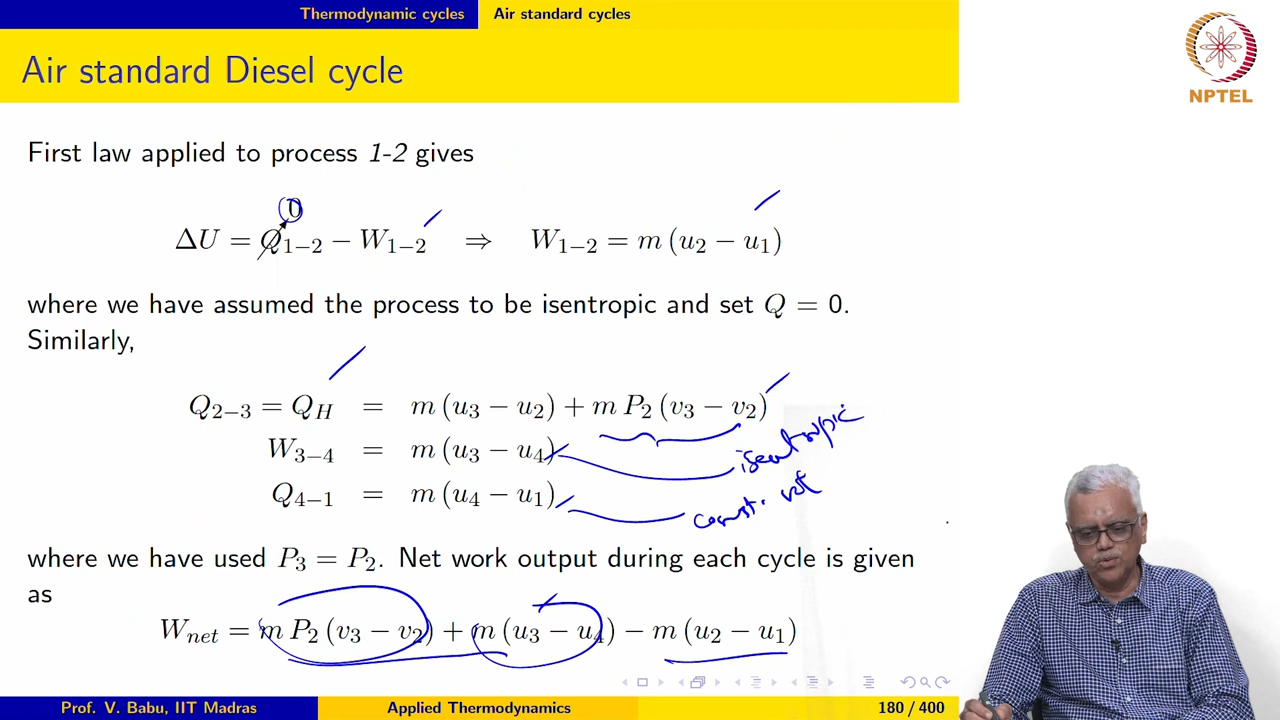 Thermodynamic cycles Air standard cycles
Air standard Diesel cycle
NPTEL
First law applied to process 1-2 gives
0
ΔU = Q₁₋₂ − W₁₋₂ ⇒ W₁₋₂ = m (u₂ − u₁)
where we have assumed the process to be isentropic and set Q = 0.
Similarly,
Q₂₋₃ = Q_H = m (u₃ − u₂) + m P₂ (v₃ − v₂)
W₃₋₄ = m (u₃ − u₄)
isentropic
Q₄₋₁ = m (u₄ − u₁)
const. vol
where we have used P₃ = P₂. Net work output during each cycle is given
as
W_net = m P₂ (v₃ − v₂) + m (u₃ − u₄) − m (u₂ − u₁)
Prof. V. Babu, IIT Madras Applied Thermodynamics 180 / 400